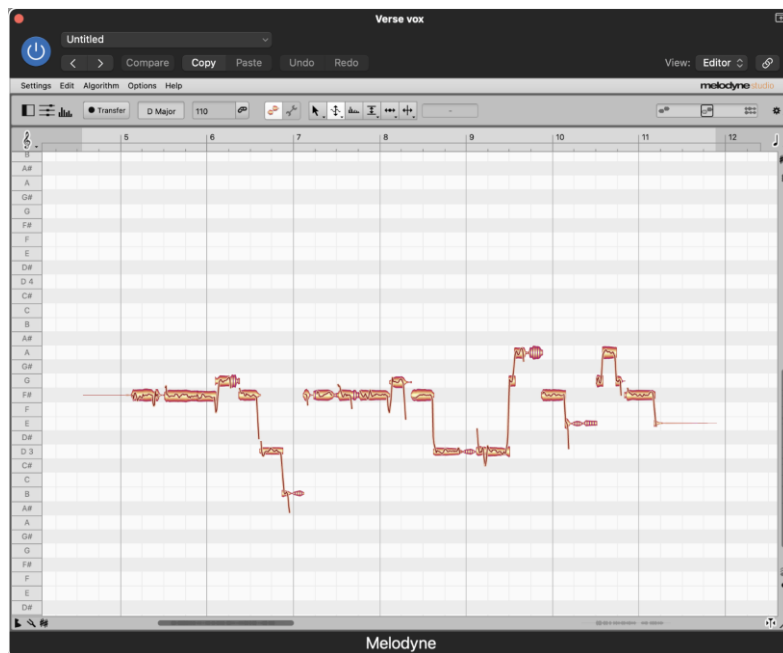 Verse vox
Untitled
Compare Copy Paste Undo Redo View: Editor
Settings Edit Algorithm Options Help melodyne studio
Transfer D Major 110 -
5 6 7 8 9 10 11 12
A#
A
G#
G
F#
F
E
D#
D 4
C#
C
B
A#
A
G#
G
F#
F
E
D#
D 3
C#
C
B
A#
A
G#
G
F#
F
E
D#
Melodyne